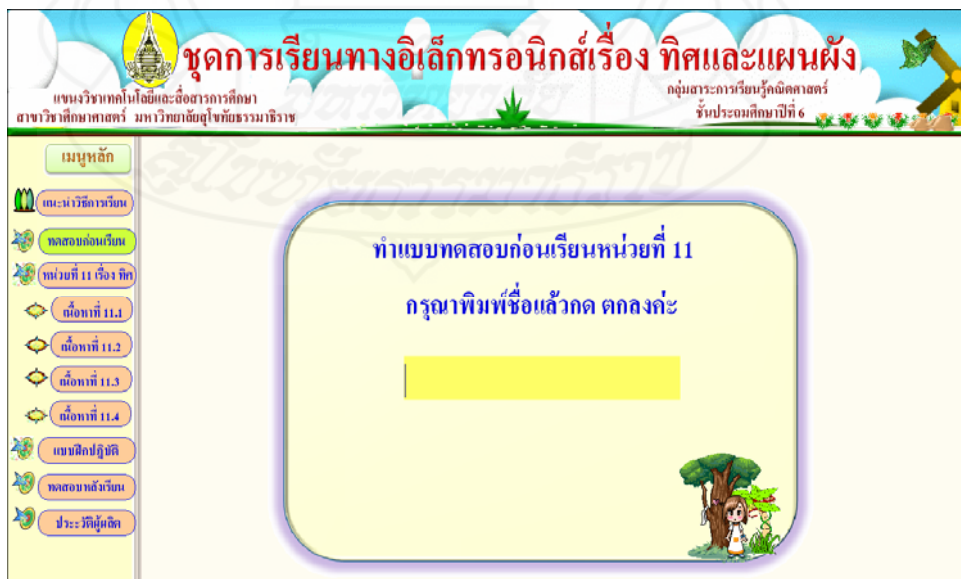 ชุดการเรียนทางอิเล็กทรอนิกส์เรื่อง ทิศและแผนผัง
กลุ่มสาระการเรียนรู้คณิตศาสตร์
ชั้นประถมศึกษาปีที่ 6
แขนงวิชาเทคโนโลยีและสื่อสารการศึกษา
สาขาวิชาศึกษาศาสตร์ มหาวิทยาลัยสุโขทัยธรรมาธิราช
เมนูหลัก
แนะนำวิธีการเรียน
ทดสอบก่อนเรียน
หน่วยที่ 11 เรื่อง ทิศ
เนื้อหาที่ 11.1
เนื้อหาที่ 11.2
เนื้อหาที่ 11.3
เนื้อหาที่ 11.4
แบบฝึกปฏิบัติ
ทดสอบหลังเรียน
ประวัติผู้ผลิต
ทำแบบทดสอบก่อนเรียนหน่วยที่ 11
กรุณาพิมพ์ชื่อแล้วกด ตกลงค่ะ